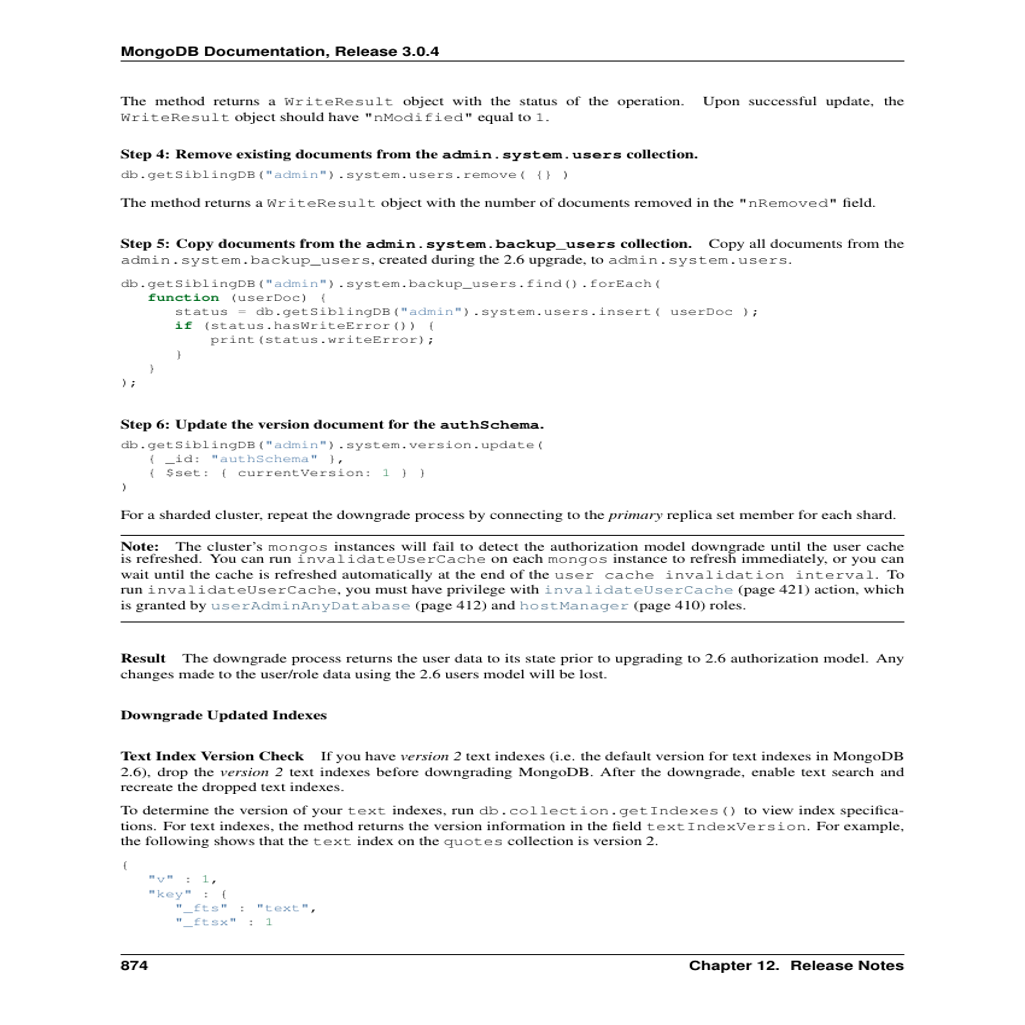 MongoDB Documentation, Release 3.0.4
The method returns a WriteResult object with the status of the operation. Upon successful update, the
WriteResult object should have "nModified" equal to 1.
Step 4: Remove existing documents from the admin.system.users collection.
db.getSiblingDB("admin").system.users.remove( {} )
The method returns a WriteResult object with the number of documents removed in the "nRemoved" field.
Step 5: Copy documents from the admin.system.backup_users collection. Copy all documents from the
admin.system.backup_users, created during the 2.6 upgrade, to admin.system.users.
db.getSiblingDB("admin").system.backup_users.find().forEach(
function (userDoc) {
status = db.getSiblingDB("admin").system.users.insert( userDoc );
if (status.hasWriteError()) {
print(status.writeError);
}
}
);
Step 6: Update the version document for the authSchema.
db.getSiblingDB("admin").system.version.update(
{ _id: "authSchema" },
{ $set: { currentVersion: 1 } }
)
For a sharded cluster, repeat the downgrade process by connecting to the primary replica set member for each shard.
Note: The cluster's mongos instances will fail to detect the authorization model downgrade until the user cache
is refreshed. You can run invalidateUserCache on each mongos instance to refresh immediately, or you can
wait until the cache is refreshed automatically at the end of the user cache invalidation interval. To
run invalidateUserCache, you must have privilege with invalidateUserCache (page 421) action, which
is granted by userAdminAnyDatabase (page 412) and hostManager (page 410) roles.
Result The downgrade process returns the user data to its state prior to upgrading to 2.6 authorization model. Any
changes made to the user/role data using the 2.6 users model will be lost.
Downgrade Updated Indexes
Text Index Version Check If you have version 2 text indexes (i.e. the default version for text indexes in MongoDB
2.6), drop the version 2 text indexes before downgrading MongoDB. After the downgrade, enable text search and
recreate the dropped text indexes.
To determine the version of your text indexes, run db.collection.getIndexes() to view index specifica-
tions. For text indexes, the method returns the version information in the field textIndexVersion. For example,
the following shows that the text index on the quotes collection is version 2.
{
"v" : 1,
"key" : {
"_fts" : "text",
"_ftsx" : 1
874 Chapter 12. Release Notes